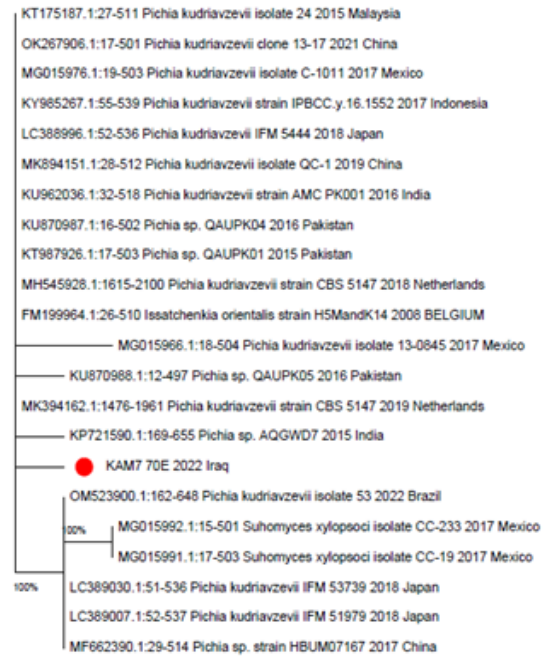 KT175187.1:27-511 Pichia kudriavzevii isolate 24 2015 Malaysia
OK267906.1:17-501 Pichia kudriavzevii clone 13-17 2021 China
MG015976.1:19-503 Pichia kudriavzevii isolate C-1011 2017 Mexico
KY985267.1:55-539 Pichia kudriavzevii strain IPBCC.y.16.1552 2017 Indonesia
LC388996.1:52-536 Pichia kudriavzevii IFM 5444 2018 Japan
MK894151.1:28-512 Pichia kudriavzevii isolate QC-1 2019 China
KU962036.1:32-518 Pichia kudriavzevii strain AMC PK001 2016 India
KU870987.1:16-502 Pichia sp. QAUPK04 2016 Pakistan
KT987926.1:17-503 Pichia sp. QAUPK01 2015 Pakistan
MH545928.1:1615-2100 Pichia kudriavzevii strain CBS 5147 2018 Netherlands
FM199964.1:26-510 Issatchenkia orientalis strain H5MandK14 2008 BELGIUM
MG015966.1:18-504 Pichia kudriavzevii isolate 13-0845 2017 Mexico
KU870988.1:12-497 Pichia sp. QAUPK05 2016 Pakistan
MK394162.1:1476-1961 Pichia kudriavzevii strain CBS 5147 2019 Netherlands
KP721590.1:169-655 Pichia sp. AQGWD7 2015 India
KAM7 70E 2022 Iraq
OM523900.1:162-648 Pichia kudriavzevii isolate 53 2022 Brazil
100%
MG015992.1:15-501 Suhomyces xylopsoci isolate CC-233 2017 Mexico
MG015991.1:17-503 Suhomyces xylopsoci isolate CC-19 2017 Mexico
100%
LC389030.1:51-536 Pichia kudriavzevii IFM 53739 2018 Japan
LC389007.1:52-537 Pichia kudriavzevii IFM 51979 2018 Japan
MF662390.1:29-514 Pichia sp. strain HBUM07167 2017 China